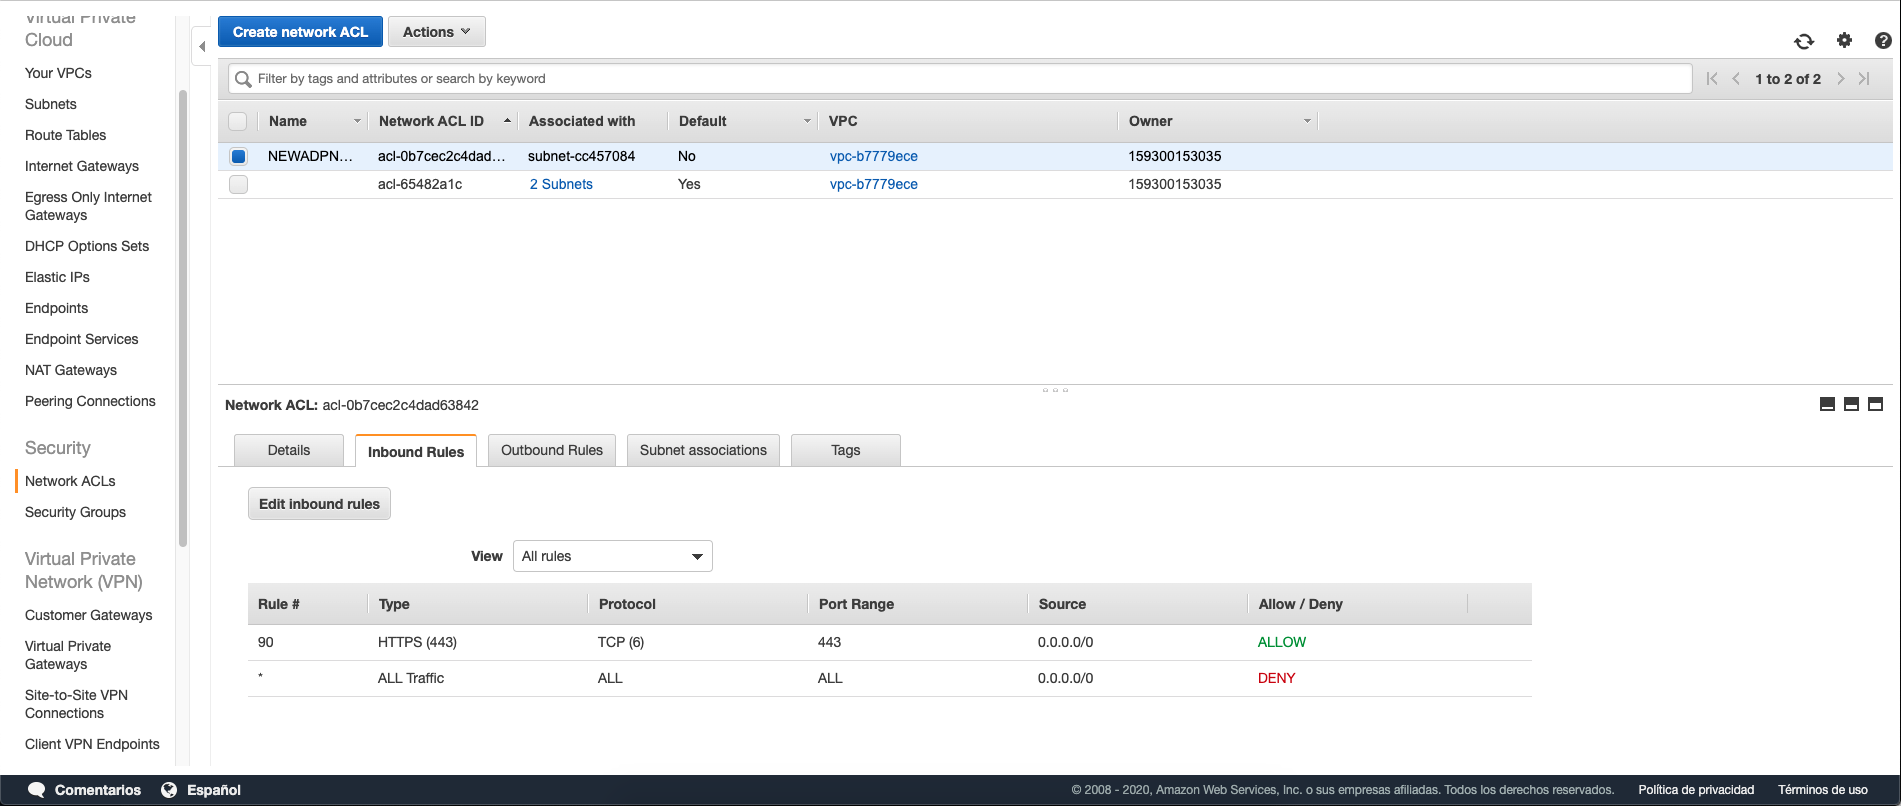 Virtual Private
Cloud
Your VPCs
Subnets
Route Tables
Internet Gateways
Egress Only Internet
Gateways
DHCP Options Sets
Elastic IPs
Endpoints
Endpoint Services
NAT Gateways
Peering Connections
Security
Network ACLs
Security Groups
Virtual Private
Network (VPN)
Customer Gateways
Virtual Private
Gateways
Site-to-Site VPN
Connections
Client VPN Endpoints
Create network ACL Actions
Filter by tags and attributes or search by keyword 1 to 2 of 2
Name Network ACL ID Associated with Default VPC Owner
NEWADPN... acl-0b7cec2c4dad... subnet-cc457084 No vpc-b7779ece 159300153035
acl-65482a1c 2 Subnets Yes vpc-b7779ece 159300153035
Network ACL: acl-0b7cec2c4dad63842
Details Inbound Rules Outbound Rules Subnet associations Tags
Edit inbound rules
View All rules
Rule # Type Protocol Port Range Source Allow / Deny
90 HTTPS (443) TCP (6) 443 0.0.0.0/0 ALLOW
* ALL Traffic ALL ALL 0.0.0.0/0 DENY
Comentarios Español © 2008 - 2020, Amazon Web Services, Inc. o sus empresas afiliadas. Todos los derechos reservados. Política de privacidad Términos de uso